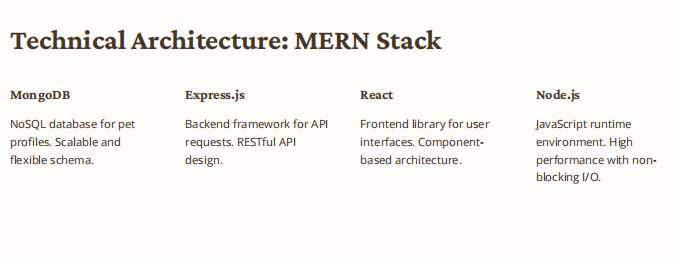 Technical Architecture: MERN Stack
MongoDB
NoSQL database for pet
profiles. Scalable and
flexible schema.
Express.js
Backend framework for API
requests. RESTful API
design.
React
Frontend library for user
interfaces. Component-
based architecture.
Node.js
JavaScript runtime
environment. High
performance with non-
blocking I/O.